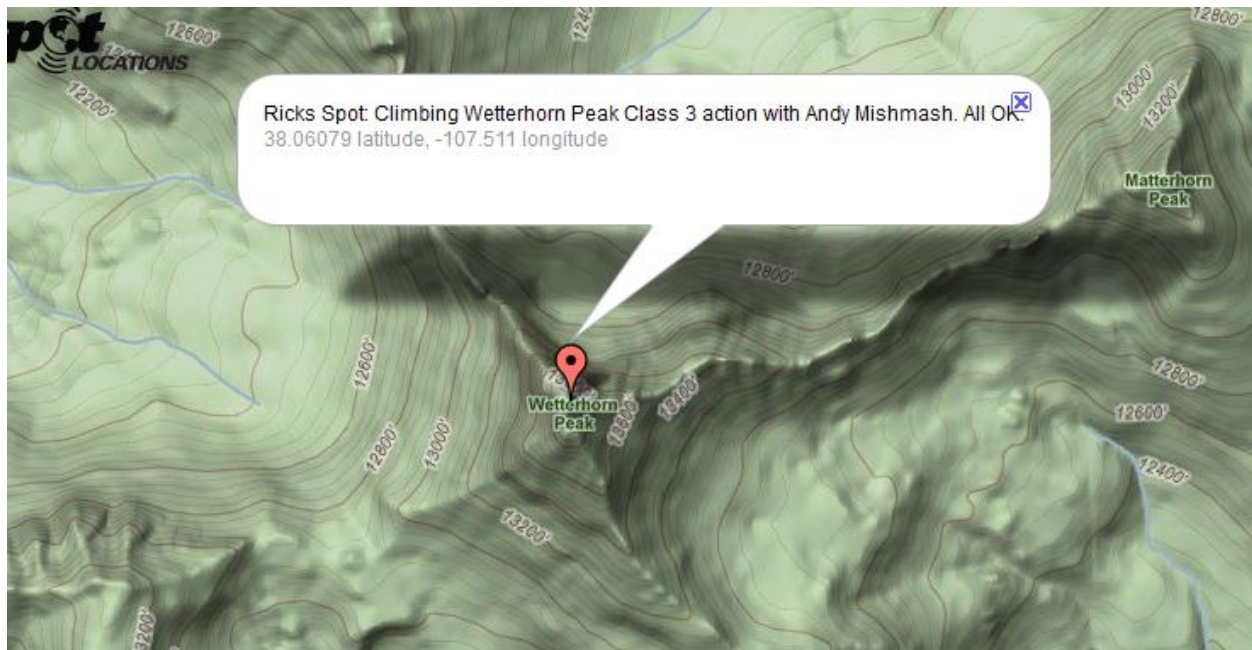 12600'
12800'
spot
LOCATIONS
12200'
Ricks Spot: Climbing Wetterhorn Peak Class 3 action with Andy Mishmash. All OK.
38.06079 latitude, -107.511 longitude
13000'
13200'
Matterhorn
Peak
12800'
12600'
Wetterhorn
Peak
13600'
13400'
12800'
12600'
12800'
13000'
12400'
13200'